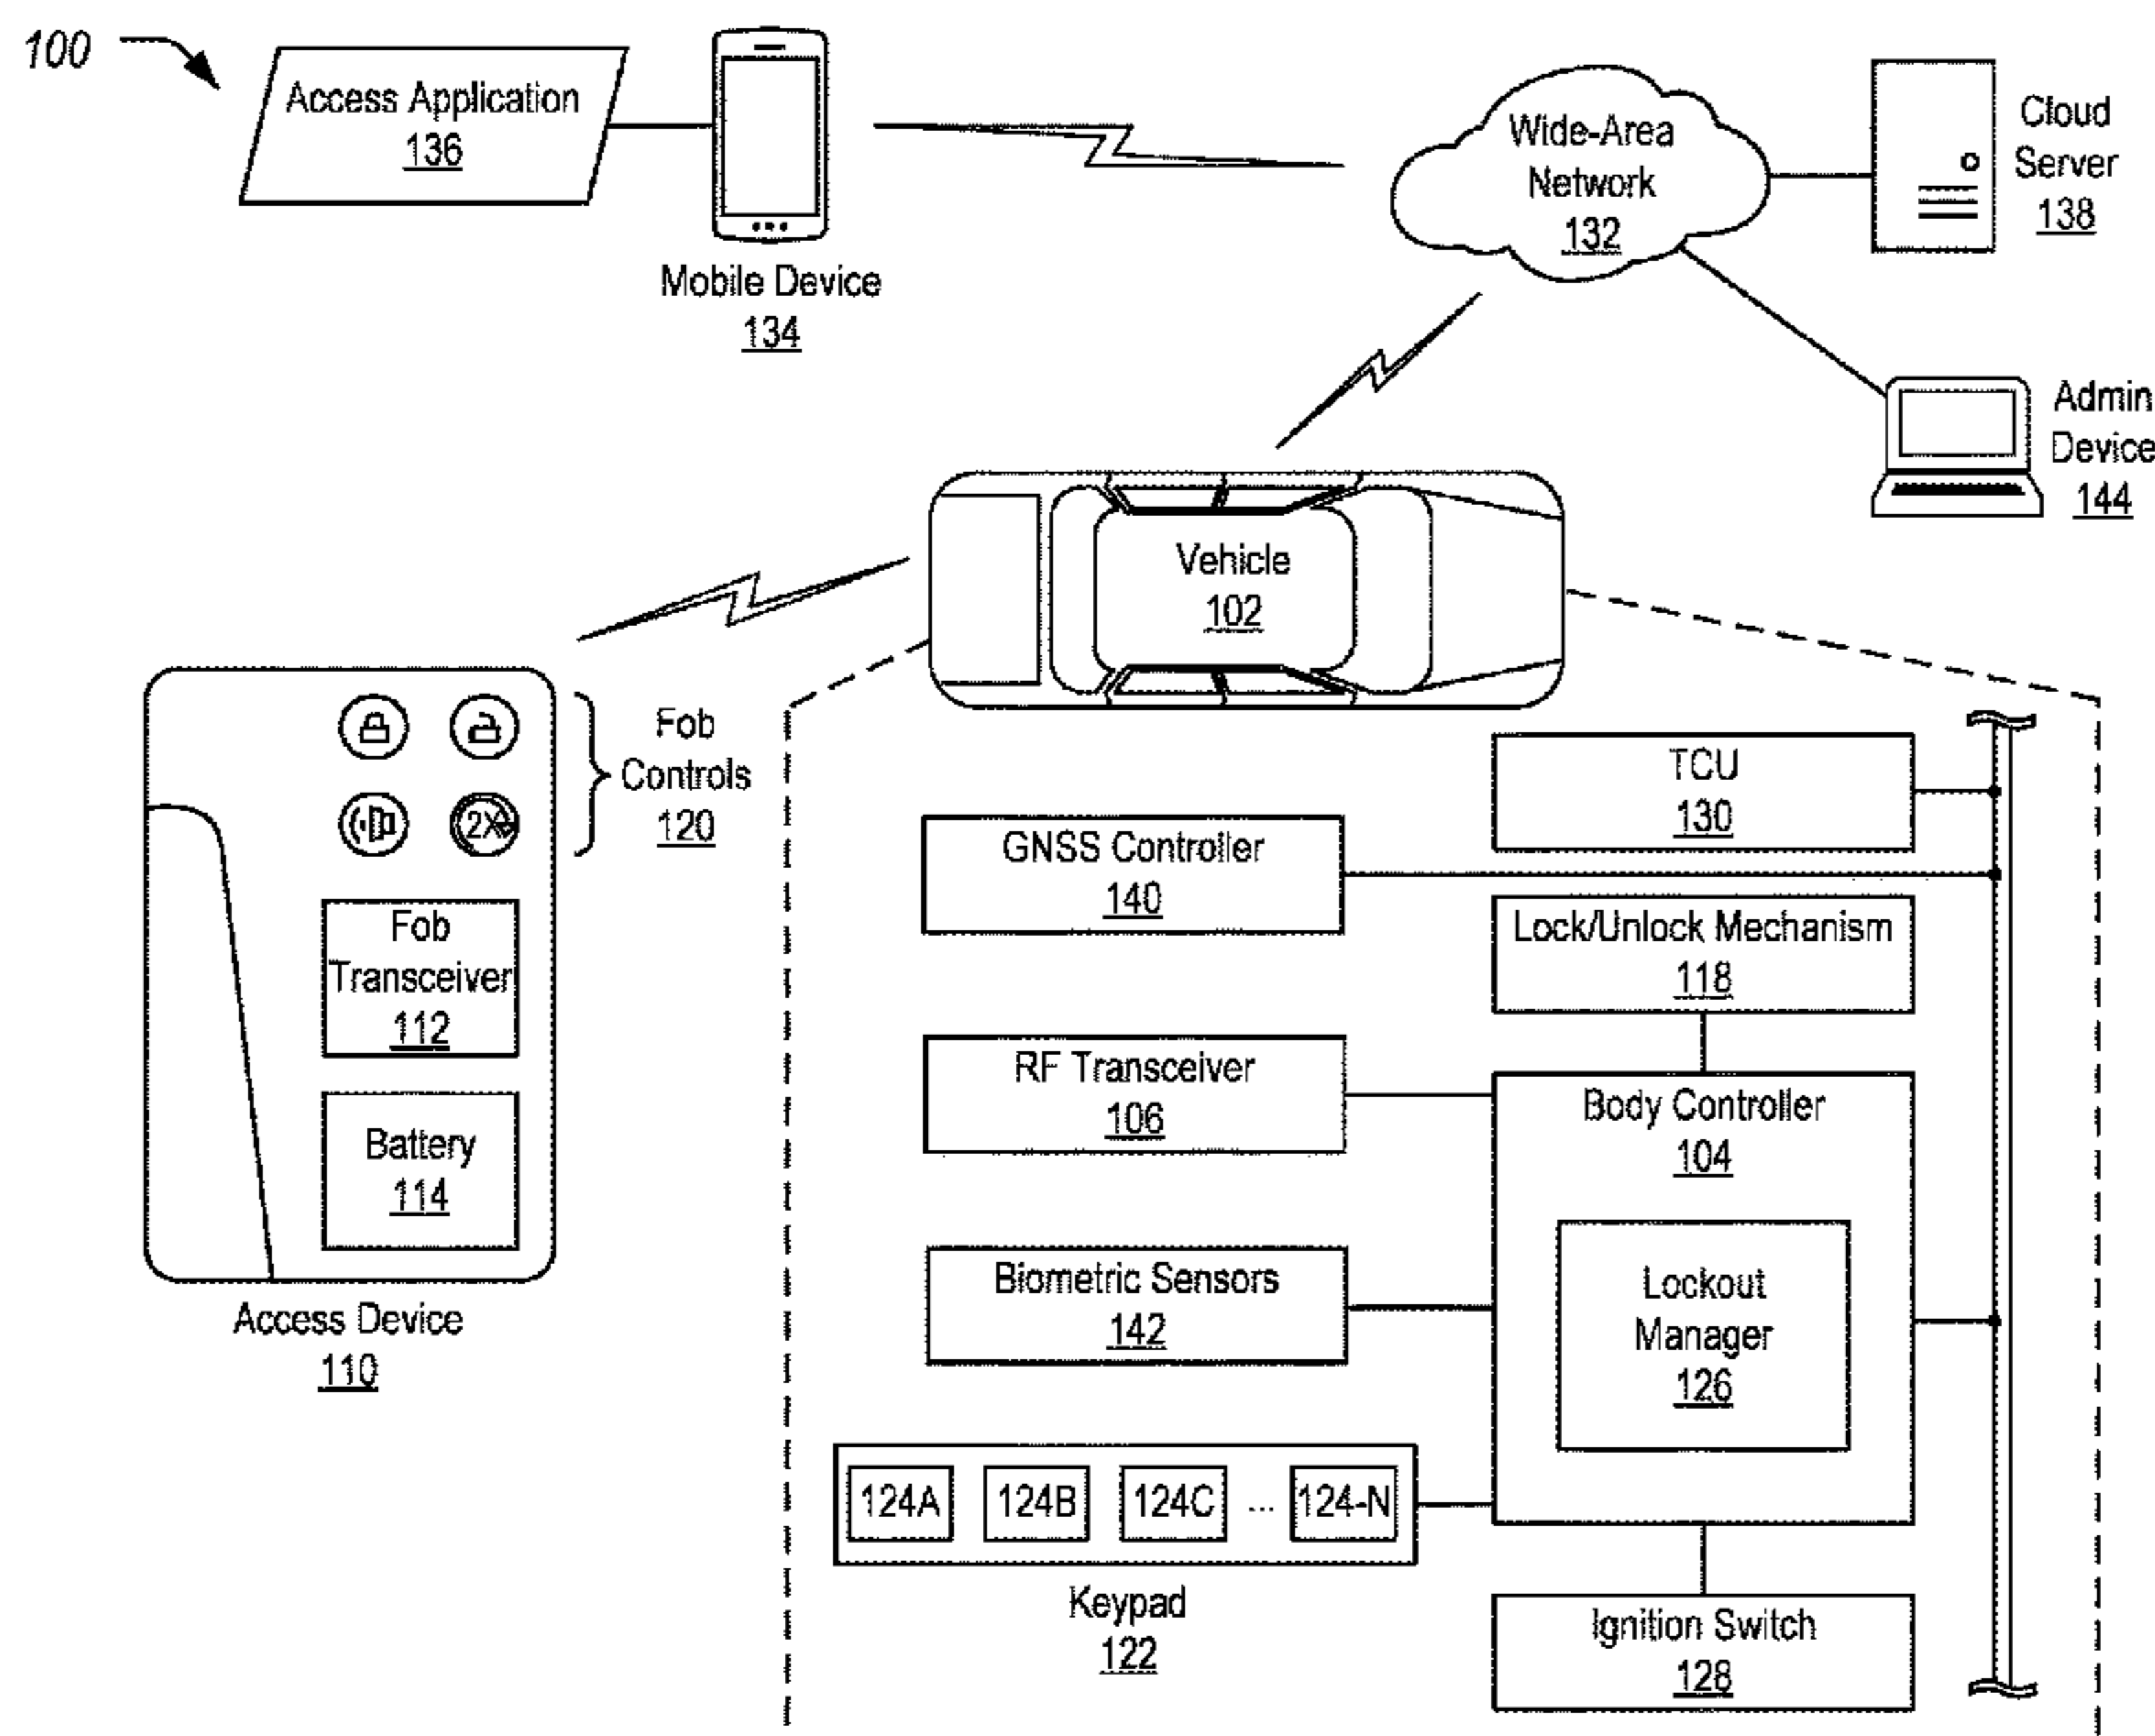 100
Access Application
136
Mobile Device
134
Wide-Area
Network
132
Cloud
Server
138
Admin
Device
144
Vehicle
102
Fob
Controls
120
2X
Fob
Transceiver
112
Battery
114
Access Device
110
TCU
130
GNSS Controller
140
Lock/Unlock Mechanism
118
RF Transceiver
106
Body Controller
104
Biometric Sensors
142
Lockout
Manager
126
124A 124B 124C ... 124-N
Keypad
122
Ignition Switch
128